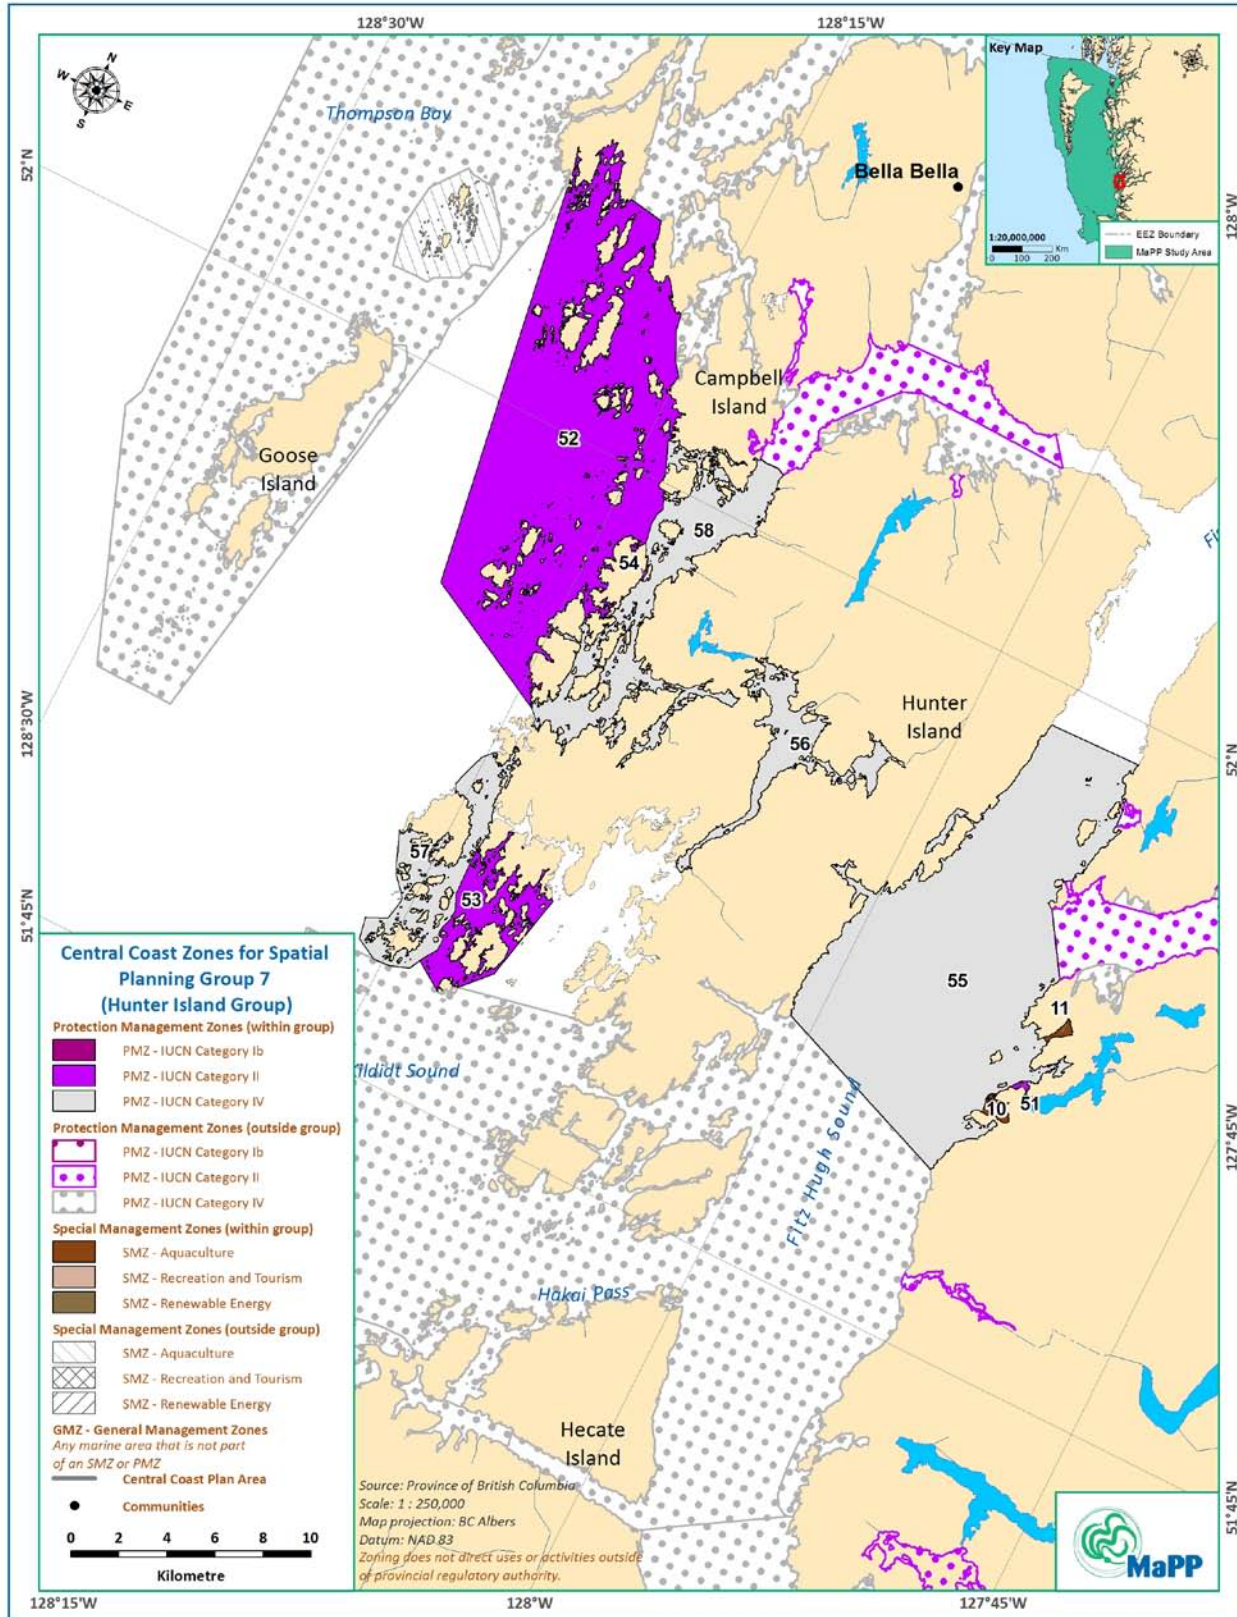 128°30'W
128°15'W
N
W
E
S
Thompson Bay
Key Map
1:20,000,000
0 100 200 Km
EEZ Boundary
MaPP Study Area
52°N
128°W
Bella Bella
Campbell
Island
52
Goose
Island
58
54
Hunter
Island
56
128°30'W
52°N
57
53
51°45'N
55
11
10
51
127°45'W
Fitz Hugh Sound
Hakai Pass
Hecate
Island
51°45'N
Central Coast Zones for Spatial
Planning Group 7
(Hunter Island Group)
Protection Management Zones (within group)
PMZ - IUCN Category Ib
PMZ - IUCN Category II
PMZ - IUCN Category IV
Protection Management Zones (outside group)
PMZ - IUCN Category Ib
PMZ - IUCN Category II
PMZ - IUCN Category IV
Special Management Zones (within group)
SMZ - Aquaculture
SMZ - Recreation and Tourism
SMZ - Renewable Energy
Special Management Zones (outside group)
SMZ - Aquaculture
SMZ - Recreation and Tourism
SMZ - Renewable Energy
GMZ - General Management Zones
Any marine area that is not part
of an SMZ or PMZ
Central Coast Plan Area
Communities
0 2 4 6 8 10
Kilometre
Source: Province of British Columbia
Scale: 1 : 250,000
Map projection: BC Albers
Datum: NAD 83
Zoning does not direct uses or activities outside
of provincial regulatory authority.
MaPP
128°15'W
128°0'W
127°45'W